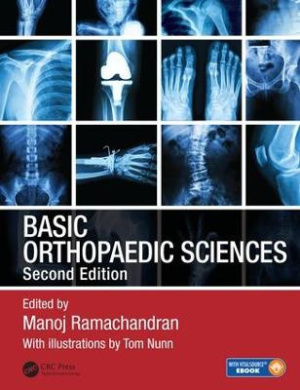 BASIC
ORTHOPAEDIC SCIENCES
Second Edition
Edited by
Manoj Ramachandran
With illustrations by Tom Nunn
CRC Press
WITH VITALSOURCE®
EBOOK